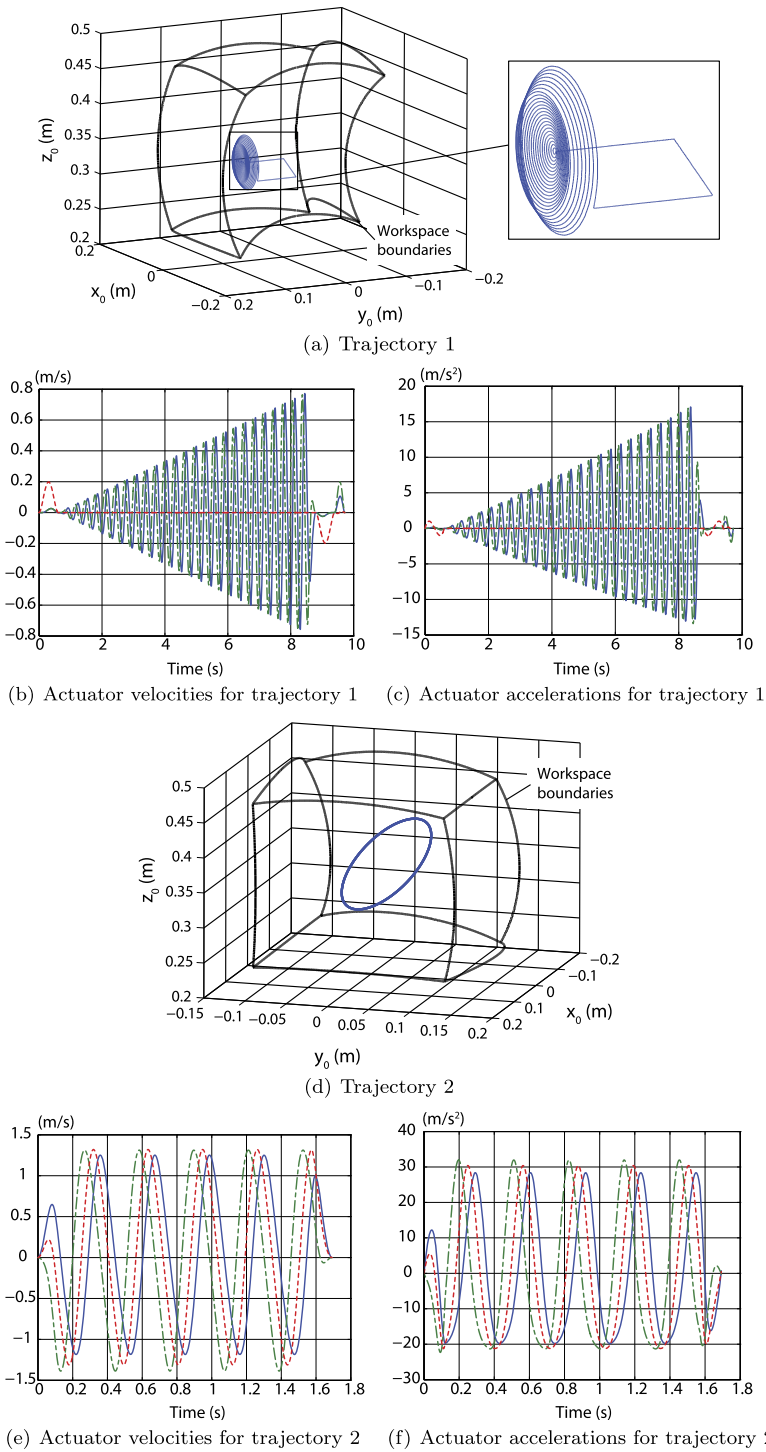 0.5
0.45
0.4
0.35
0.3
0.25
0.2
z0 (m)
0.2
0
−0.2
x0 (m)
0.2
0.1
0
−0.1
−0.2
y0 (m)
Workspace
boundaries
(a) Trajectory 1
(m/s)
0.8
0.6
0.4
0.2
0
−0.2
−0.4
−0.6
−0.8
0 2 4 6 8 10
Time (s)
(b) Actuator velocities for trajectory 1
(m/s²)
20
15
10
5
0
−5
−10
−15
0 2 4 6 8 10
Time (s)
(c) Actuator accelerations for trajectory 1
0.5
0.45
0.4
0.35
0.3
0.25
0.2
z0 (m)
−0.15
−0.1
−0.05
0
0.05
0.1
0.15
0.2
y0 (m)
−0.2
−0.1
0
0.1
0.2
x0 (m)
Workspace
boundaries
(d) Trajectory 2
(m/s)
1.5
1
0.5
0
−0.5
−1
−1.5
0 0.2 0.4 0.6 0.8 1 1.2 1.4 1.6 1.8
Time (s)
(e) Actuator velocities for trajectory 2
(m/s²)
40
30
20
10
0
−10
−20
−30
0 0.2 0.4 0.6 0.8 1 1.2 1.4 1.6 1.8
Time (s)
(f) Actuator accelerations for trajectory